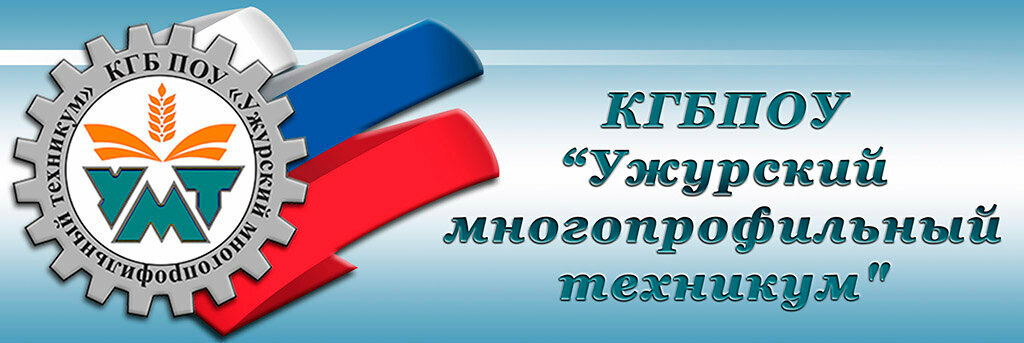 КГБ ПОУ «Ужурский многопрофильный техникум»
УМТ
КГБПОУ
“Ужурский
многопрофильный
техникум"